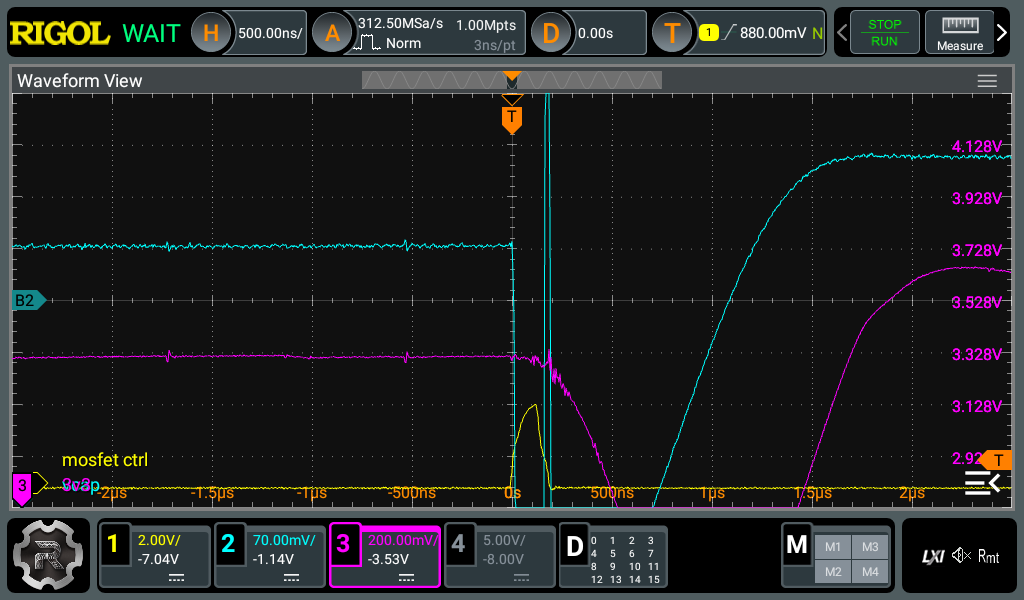 RIGOL WAIT H 500.00ns/ A 312.50MSa/s 1.00Mpts D 0.00s T 1 880.00mV N STOP
Norm 3ns/pt RUN Measure
Waveform View
T
4.128V
3.928V
3.728V
B2
3.528V
3.328V
3.128V
mosfet ctrl
2.92 T
3
-2µs -1.5µs -1µs -500ns 0s 500ns 1µs 1.5µs 2µs
1 2.00V/ 2 70.00mV/ 3 200.00mV/ 4 5.00V/ D 0 1 2 3 M M1 M3
-7.04V -1.14V -3.53V -8.00V 4 5 6 7 LXI Rmt
8 9 10 11 M2 M4
12 13 14 15